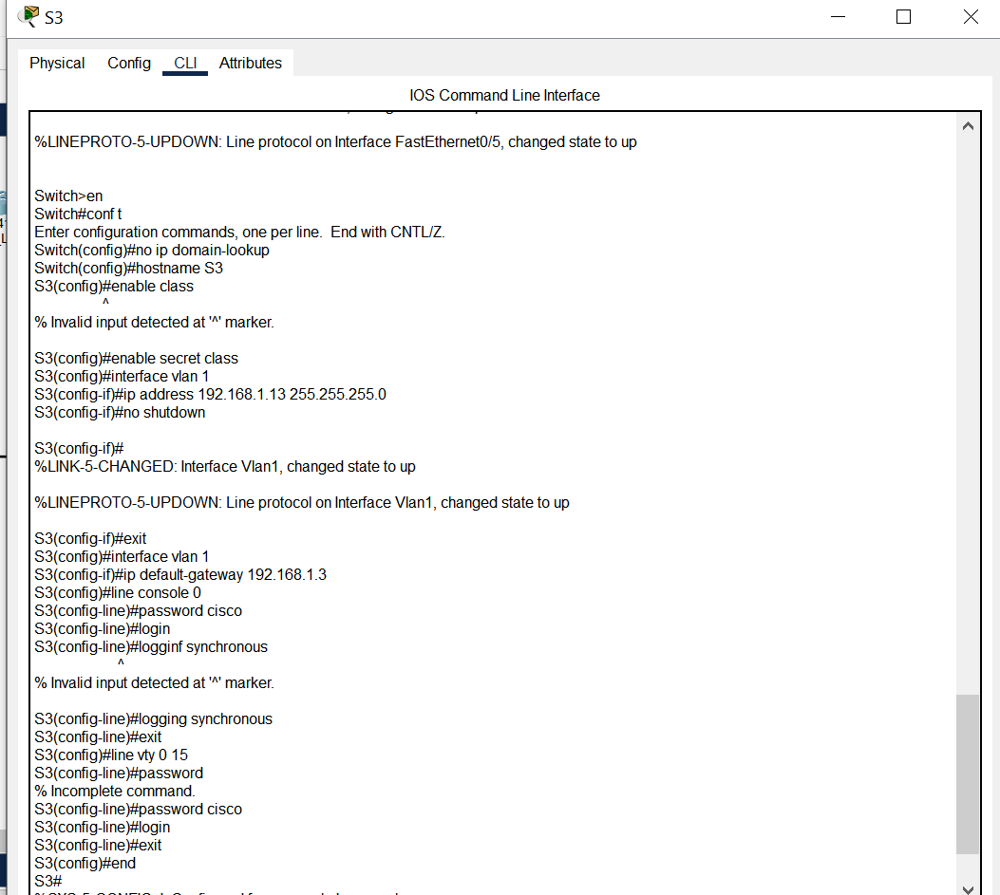 S3
Physical Config CLI Attributes
IOS Command Line Interface
%LINEPROTO-5-UPDOWN: Line protocol on Interface FastEthernet0/5, changed state to up
Switch>en
Switch#conf t
Enter configuration commands, one per line. End with CNTL/Z.
Switch(config)#no ip domain-lookup
Switch(config)#hostname S3
S3(config)#enable class
^
% Invalid input detected at '^' marker.
S3(config)#enable secret class
S3(config)#interface vlan 1
S3(config-if)#ip address 192.168.1.13 255.255.255.0
S3(config-if)#no shutdown
S3(config-if)#
%LINK-5-CHANGED: Interface Vlan1, changed state to up
%LINEPROTO-5-UPDOWN: Line protocol on Interface Vlan1, changed state to up
S3(config-if)#exit
S3(config)#interface vlan 1
S3(config-if)#ip default-gateway 192.168.1.3
S3(config)#line console 0
S3(config-line)#password cisco
S3(config-line)#login
S3(config-line)#logginf synchronous
^
% Invalid input detected at '^' marker.
S3(config-line)#logging synchronous
S3(config-line)#exit
S3(config)#line vty 0 15
S3(config-line)#password
% Incomplete command.
S3(config-line)#password cisco
S3(config-line)#login
S3(config-line)#exit
S3(config)#end
S3#